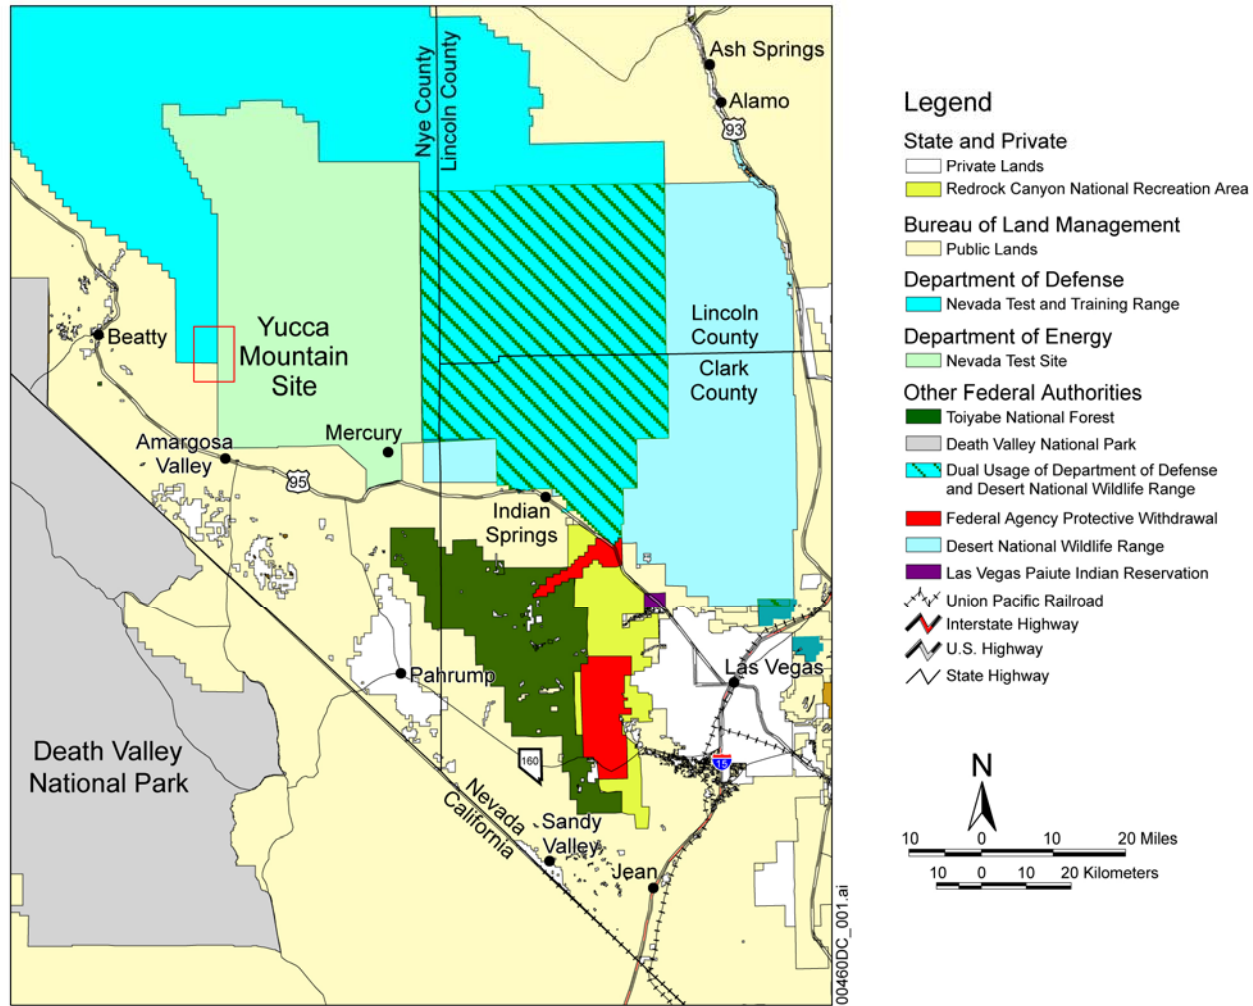 Ash Springs
Alamo
93
Nye County
Lincoln County
Lincoln
County
Clark
County
Yucca
Mountain
Site
Beatty
Mercury
Amargosa
Valley
95
Indian
Springs
Pahrump
Las Vegas
Death Valley
National Park
160
15
Nevada
California
Sandy
Valley
Jean
00460DC_001.ai
Legend
State and Private
Private Lands
Redrock Canyon National Recreation Area
Bureau of Land Management
Public Lands
Department of Defense
Nevada Test and Training Range
Department of Energy
Nevada Test Site
Other Federal Authorities
Toiyabe National Forest
Death Valley National Park
Dual Usage of Department of Defense
and Desert National Wildlife Range
Federal Agency Protective Withdrawal
Desert National Wildlife Range
Las Vegas Paiute Indian Reservation
Union Pacific Railroad
Interstate Highway
U.S. Highway
State Highway
N
10 0 10 20 Miles
10 0 10 20 Kilometers